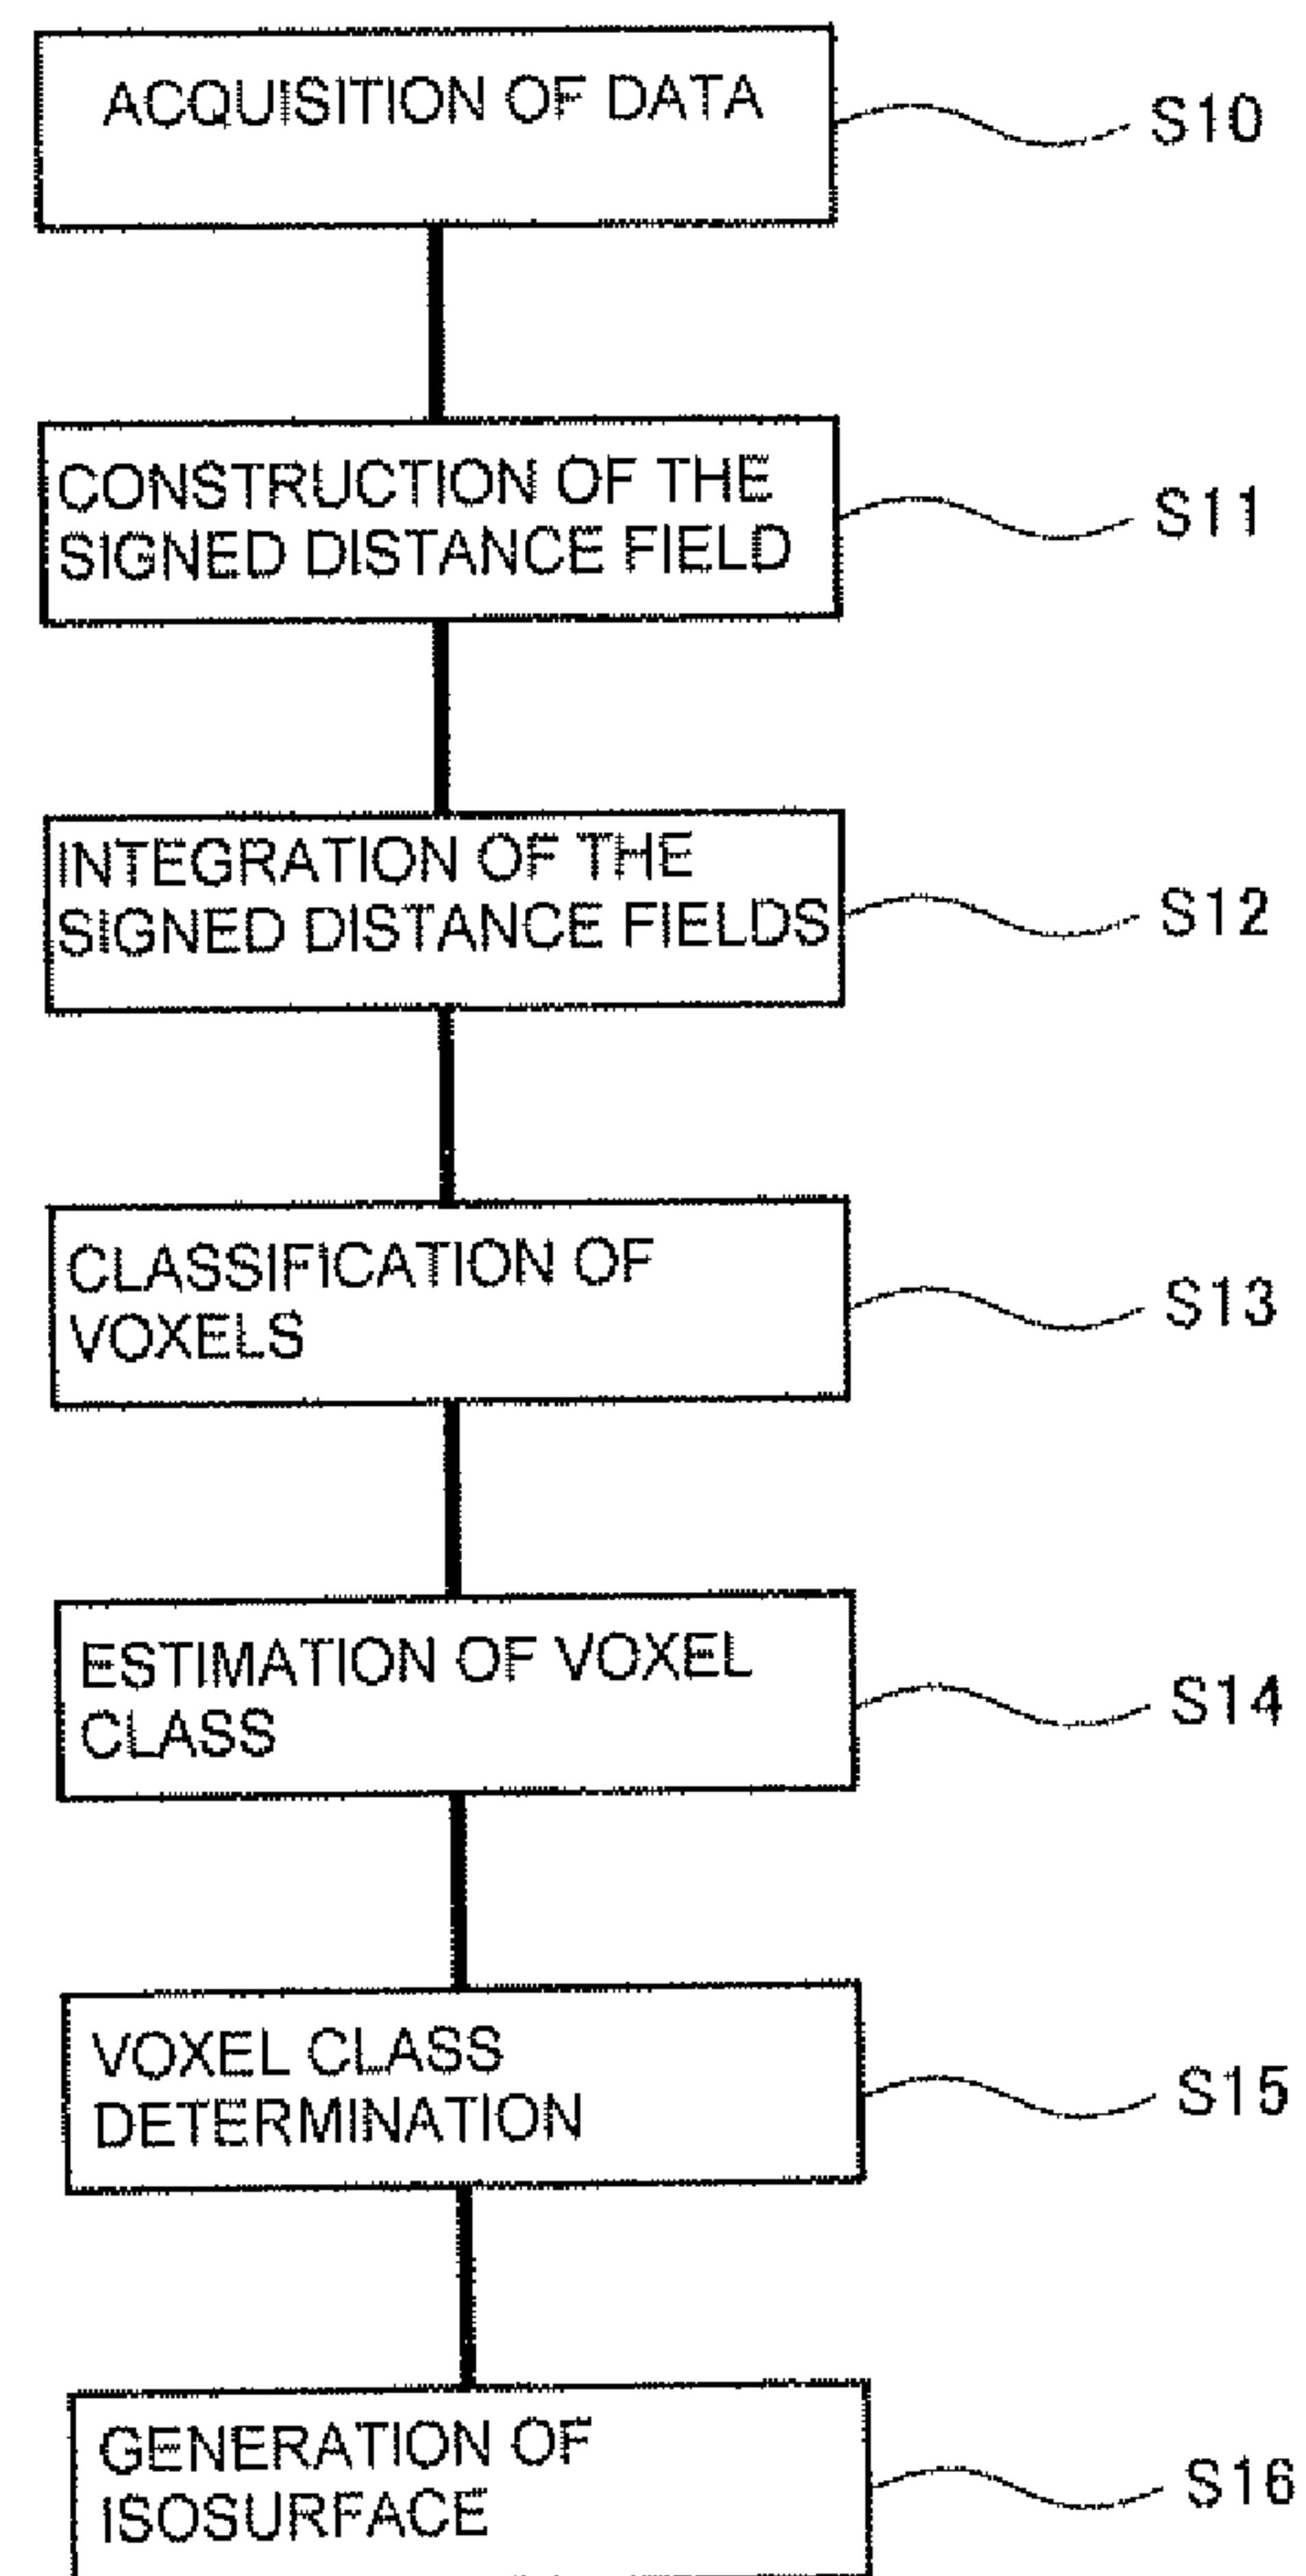 ACQUISITION OF DATA
S10
CONSTRUCTION OF THE
SIGNED DISTANCE FIELD
S11
INTEGRATION OF THE
SIGNED DISTANCE FIELDS
S12
CLASSIFICATION OF
VOXELS
S13
ESTIMATION OF VOXEL
CLASS
S14
VOXEL CLASS
DETERMINATION
S15
GENERATION OF
ISOSURFACE
S16